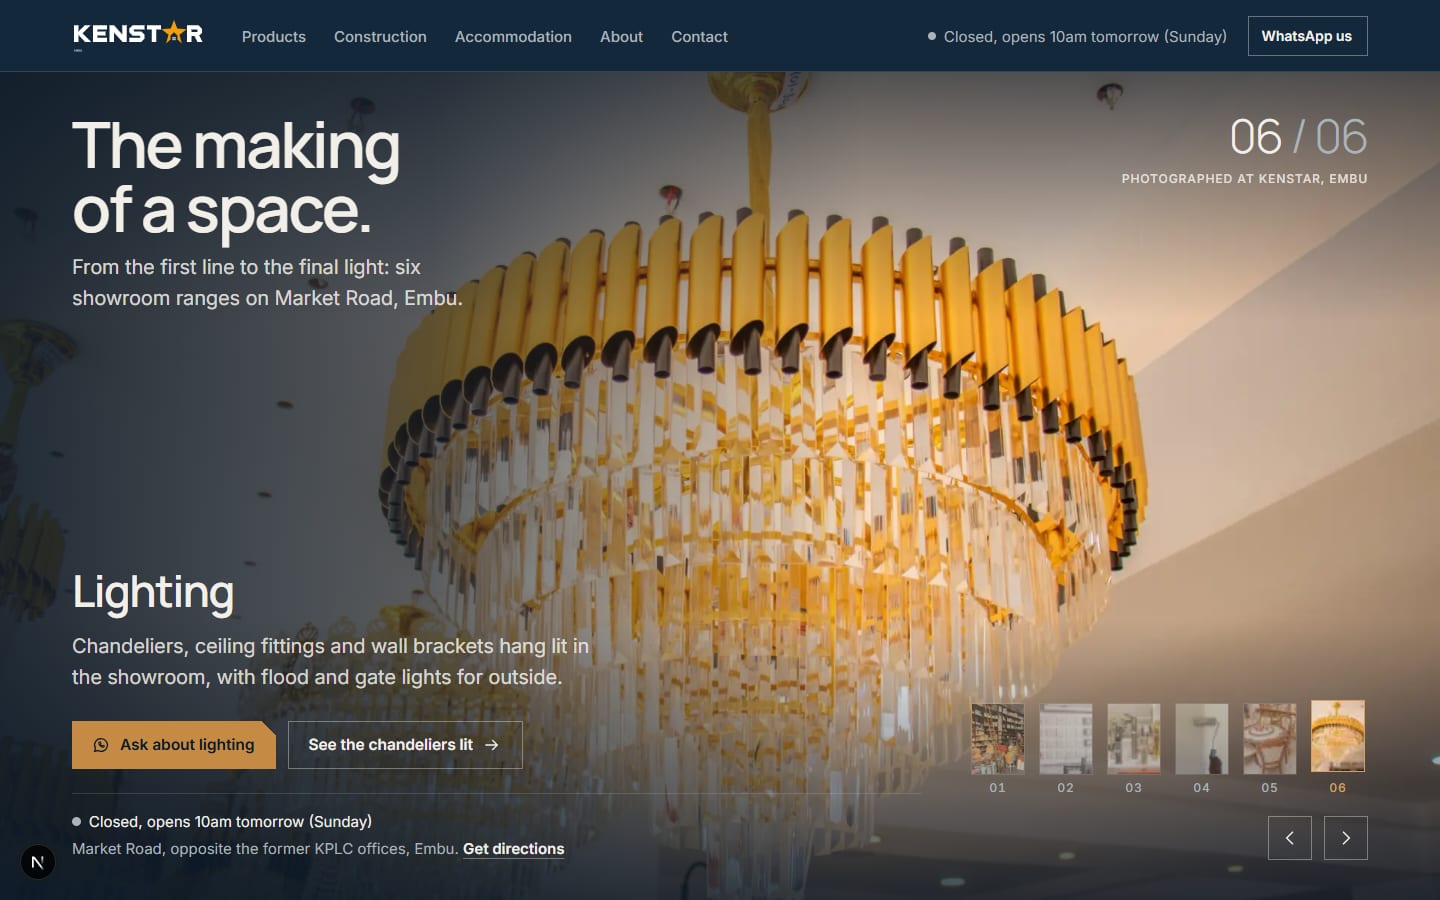 KENSTAR
Products
Construction
Accommodation
About
Contact
Closed, opens 10am tomorrow (Sunday)
WhatsApp us
The making
of a space.
From the first line to the final light: six
showroom ranges on Market Road, Embu.
06 / 06
PHOTOGRAPHED AT KENSTAR, EMBU
Lighting
Chandeliers, ceiling fittings and wall brackets hang lit in
the showroom, with flood and gate lights for outside.
Ask about lighting
See the chandeliers lit
01
02
03
04
05
06
Closed, opens 10am tomorrow (Sunday)
Market Road, opposite the former KPLC offices, Embu. Get directions
N